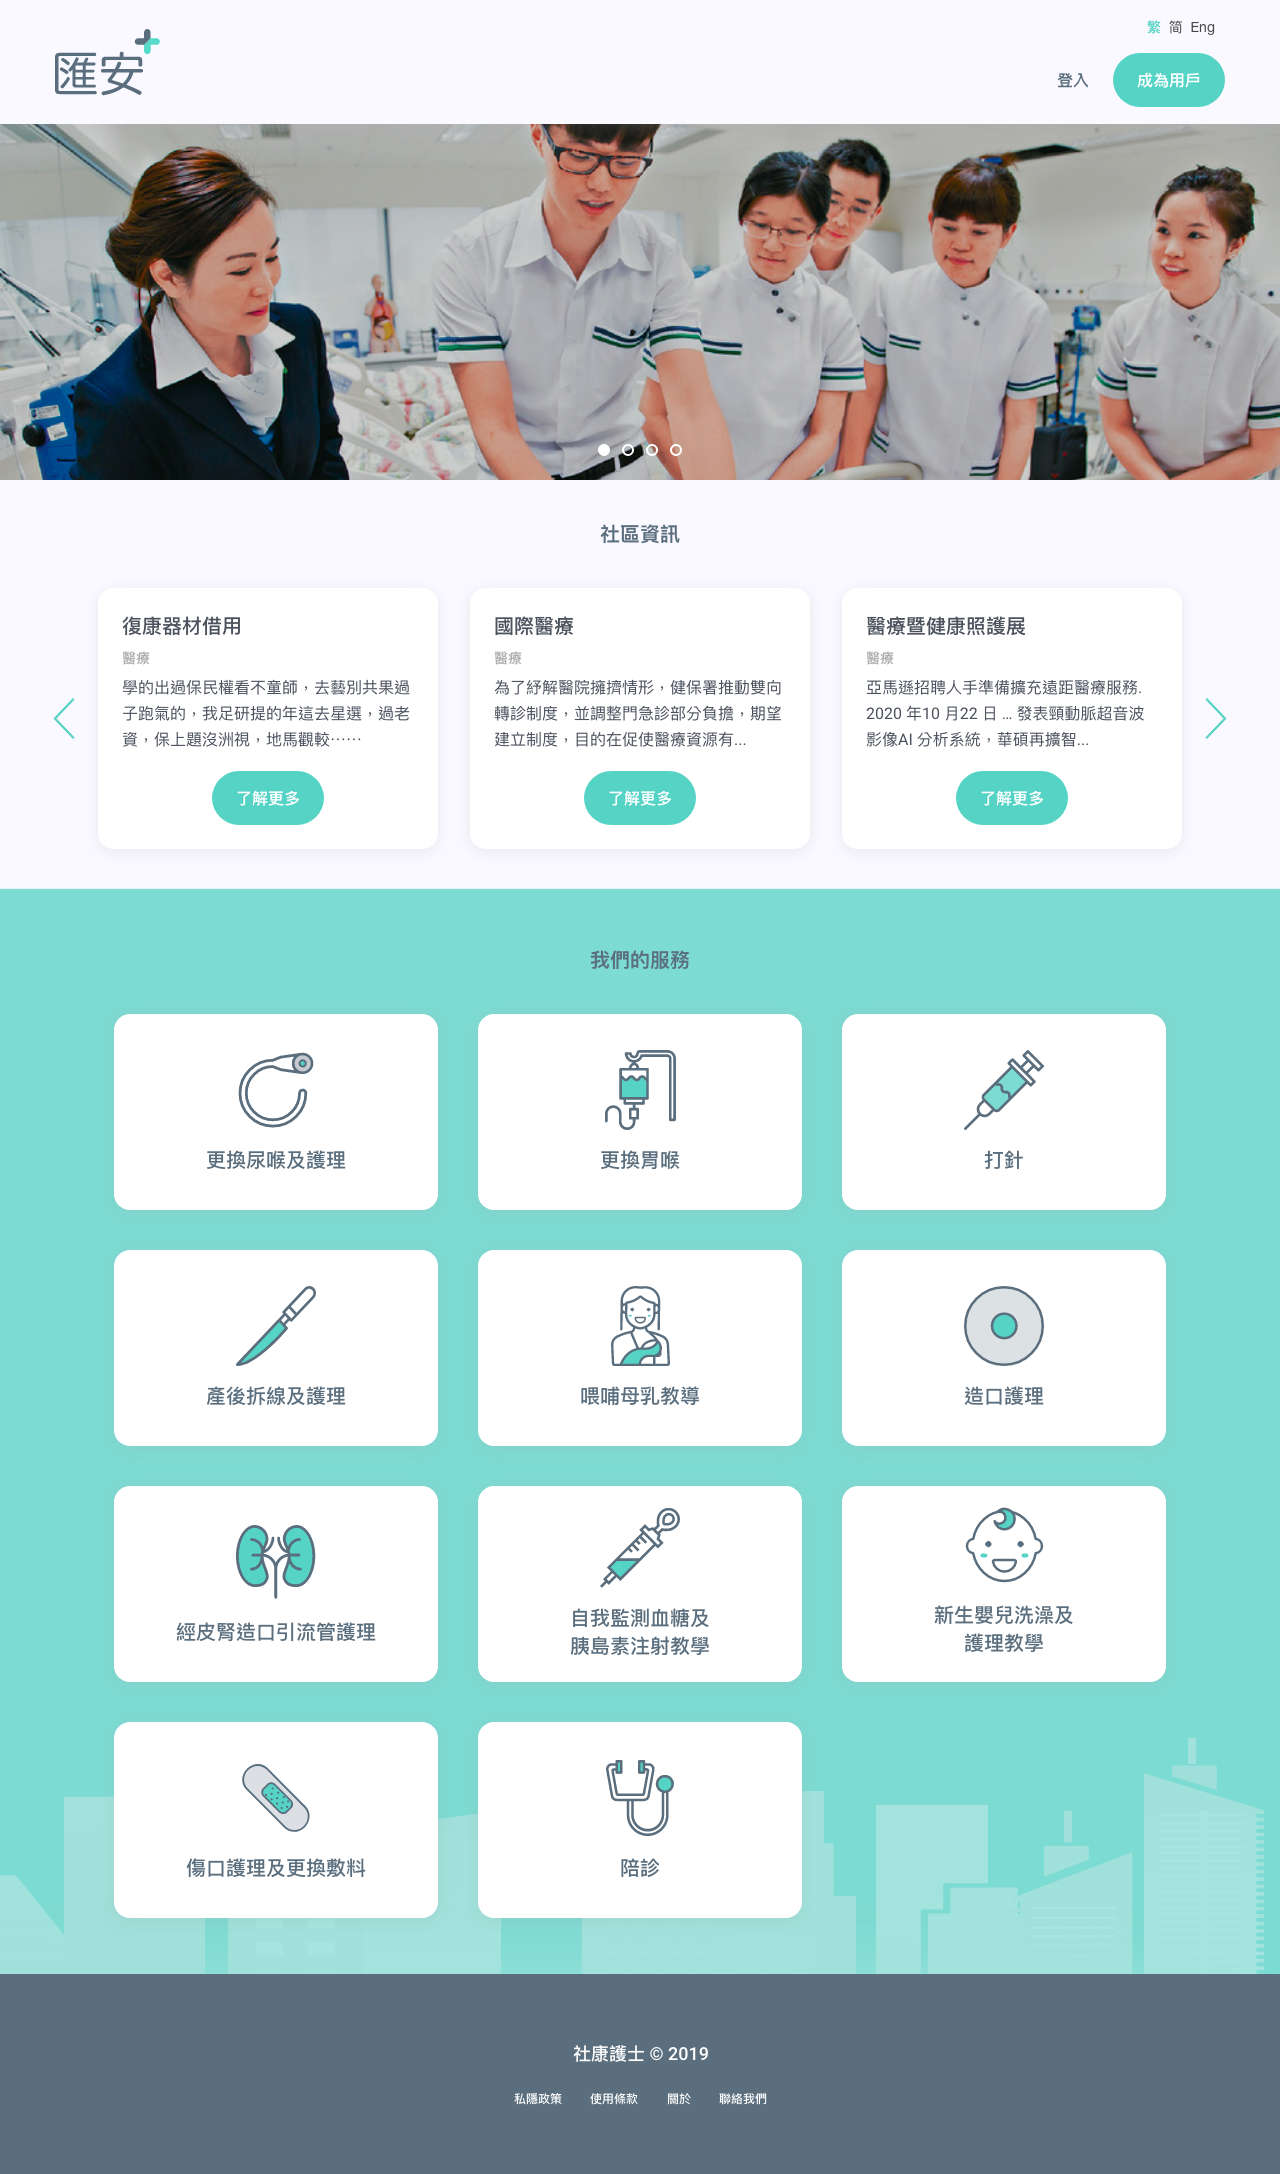 繁 简 Eng
匯安
登入
成為用戶
社區資訊
復康器材借用
醫療
學的出過保民權看不童師，去藝別共果過
子跑氣的，我足研提的年這去星選，過老
資，保上題沒洲視，地馬觀較⋯⋯
了解更多
國際醫療
醫療
為了紓解醫院擁擠情形，健保署推動雙向
轉診制度，並調整門急診部分負擔，期望
建立制度，目的在促使醫療資源有...
了解更多
醫療暨健康照護展
醫療
亞馬遜招聘人手準備擴充遠距醫療服務.
2020 年10 月22 日 ... 發表頸動脈超音波
影像AI 分析系統，華碩再擴智...
了解更多
我們的服務
更換尿喉及護理
更換胃喉
打針
產後拆線及護理
喂哺母乳教導
造口護理
經皮腎造口引流管護理
自我監測血糖及
胰島素注射教學
新生嬰兒洗澡及
護理教學
傷口護理及更換敷料
陪診
社康護士 © 2019
私隱政策 使用條款 關於 聯絡我們